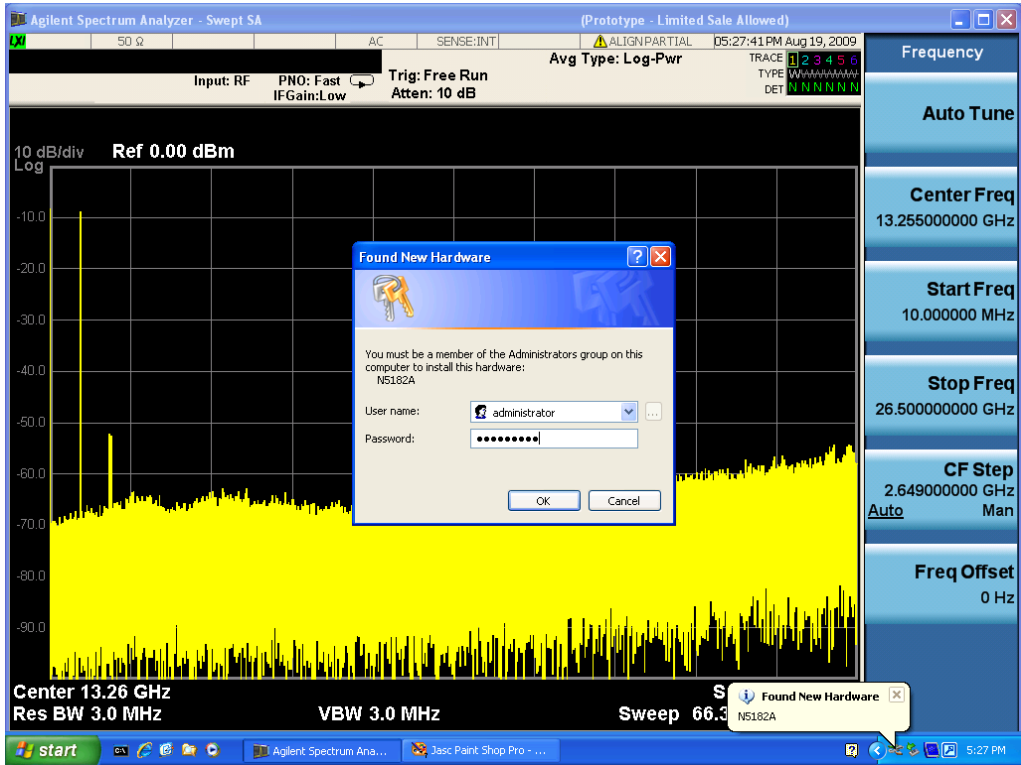 Agilent Spectrum Analyzer - Swept SA (Prototype - Limited Sale Allowed)
LXI 50 Ω AC SENSE:INT ALIGN PARTIAL 05:27:41 PM Aug 19, 2009
Input: RF PNO: Fast Trig: Free Run Avg Type: Log-Pwr TRACE 1 2 3 4 5 6
IFGain:Low Atten: 10 dB TYPE
DET N N N N N N
10 dB/div Ref 0.00 dBm
Log
-10.0
-20.0
-30.0
-40.0
-50.0
-60.0
-70.0
-80.0
-90.0
Found New Hardware
You must be a member of the Administrators group on this
computer to install this hardware:
N5182A
User name: administrator
Password:
OK Cancel
Center 13.26 GHz S
Res BW 3.0 MHz VBW 3.0 MHz Sweep 66.3
Frequency
Auto Tune
Center Freq
13.255000000 GHz
Start Freq
10.000000 MHz
Stop Freq
26.500000000 GHz
CF Step
2.649000000 GHz
Auto Man
Freq Offset
0 Hz
Found New Hardware
N5182A
start Agilent Spectrum Ana... Jasc Paint Shop Pro - ... 5:27 PM